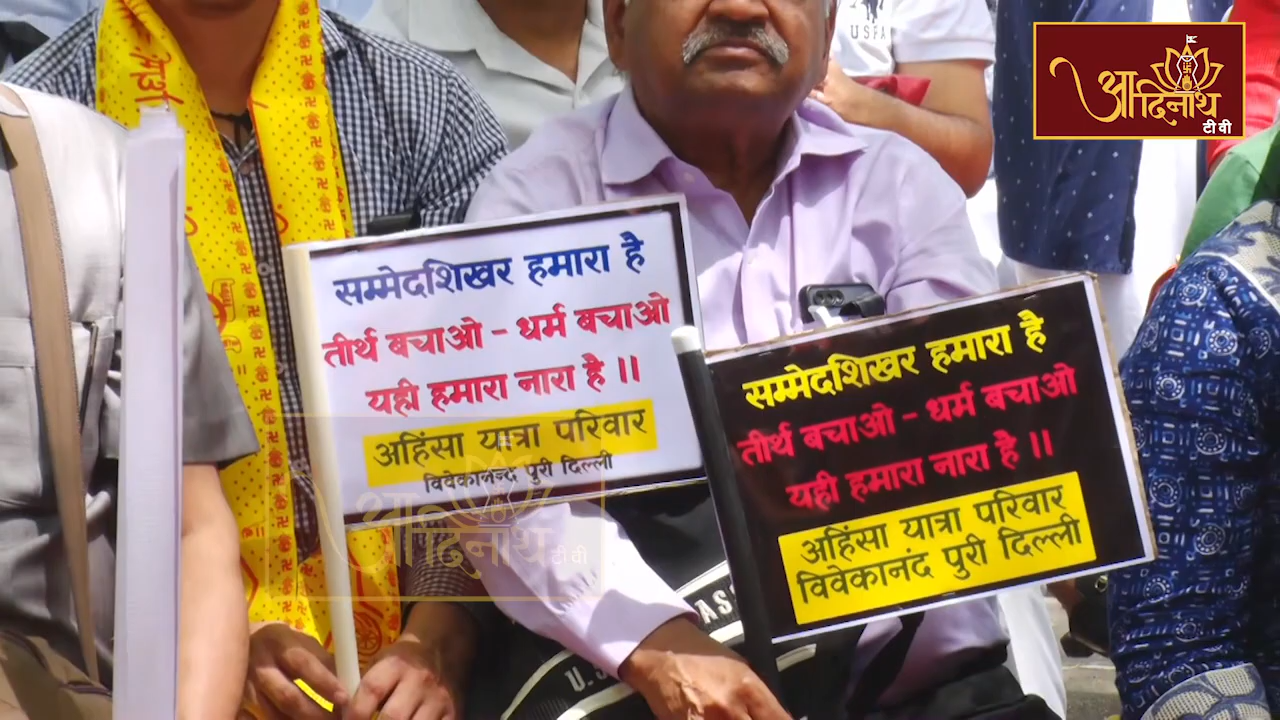 आदिनाथ
टी वी
U S P A
सम्मेदशिखर हमारा है
तीर्थ बचाओ - धर्म बचाओ
यही हमारा नारा है ।।
अहिंसा यात्रा परिवार
विवेकानन्द पुरी दिल्ली
सम्मेदशिखर हमारा है
तीर्थ बचाओ - धर्म बचाओ
यही हमारा नारा है ।।
अहिंसा यात्रा परिवार
विवेकानंद पुरी दिल्ली
आदिनाथ
टी वी